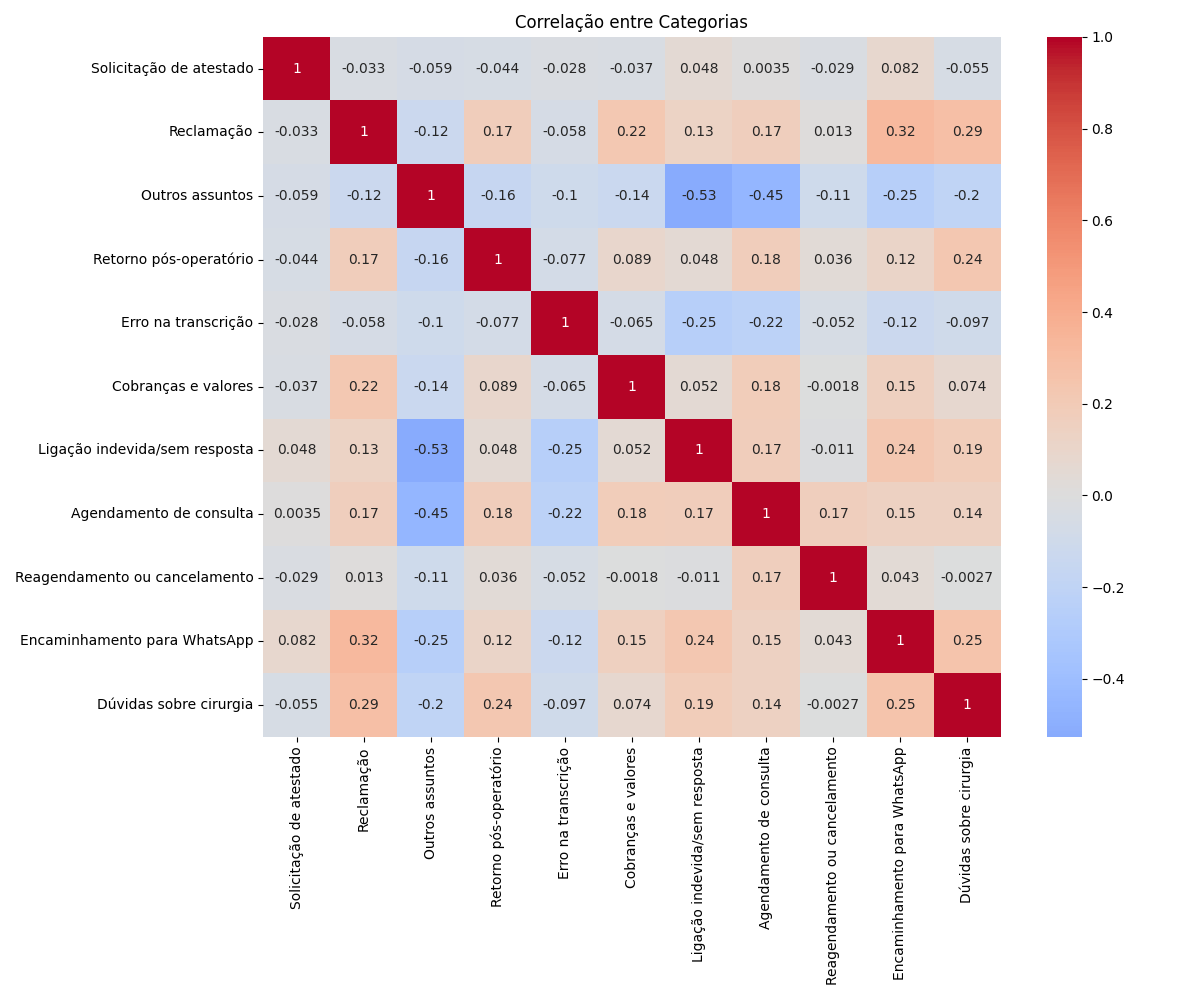 Correlação entre Categorias
Solicitação de atestado 1 -0.033 -0.059 -0.044 -0.028 -0.037 0.048 0.0035 -0.029 0.082 -0.055
Reclamação -0.033 1 -0.12 0.17 -0.058 0.22 0.13 0.17 0.013 0.32 0.29
Outros assuntos -0.059 -0.12 1 -0.16 -0.1 -0.14 -0.53 -0.45 -0.11 -0.25 -0.2
Retorno pós-operatório -0.044 0.17 -0.16 1 -0.077 0.089 0.048 0.18 0.036 0.12 0.24
Erro na transcrição -0.028 -0.058 -0.1 -0.077 1 -0.065 -0.25 -0.22 -0.052 -0.12 -0.097
Cobranças e valores -0.037 0.22 -0.14 0.089 -0.065 1 0.052 0.18 -0.0018 0.15 0.074
Ligação indevida/sem resposta 0.048 0.13 -0.53 0.048 -0.25 0.052 1 0.17 -0.011 0.24 0.19
Agendamento de consulta 0.0035 0.17 -0.45 0.18 -0.22 0.18 0.17 1 0.17 0.15 0.14
Reagendamento ou cancelamento -0.029 0.013 -0.11 0.036 -0.052 -0.0018 -0.011 0.17 1 0.043 -0.0027
Encaminhamento para WhatsApp 0.082 0.32 -0.25 0.12 -0.12 0.15 0.24 0.15 0.043 1 0.25
Dúvidas sobre cirurgia -0.055 0.29 -0.2 0.24 -0.097 0.074 0.19 0.14 -0.0027 0.25 1
Solicitação de atestado
Reclamação
Outros assuntos
Retorno pós-operatório
Erro na transcrição
Cobranças e valores
Ligação indevida/sem resposta
Agendamento de consulta
Reagendamento ou cancelamento
Encaminhamento para WhatsApp
Dúvidas sobre cirurgia
1.0
0.8
0.6
0.4
0.2
0.0
−0.2
−0.4